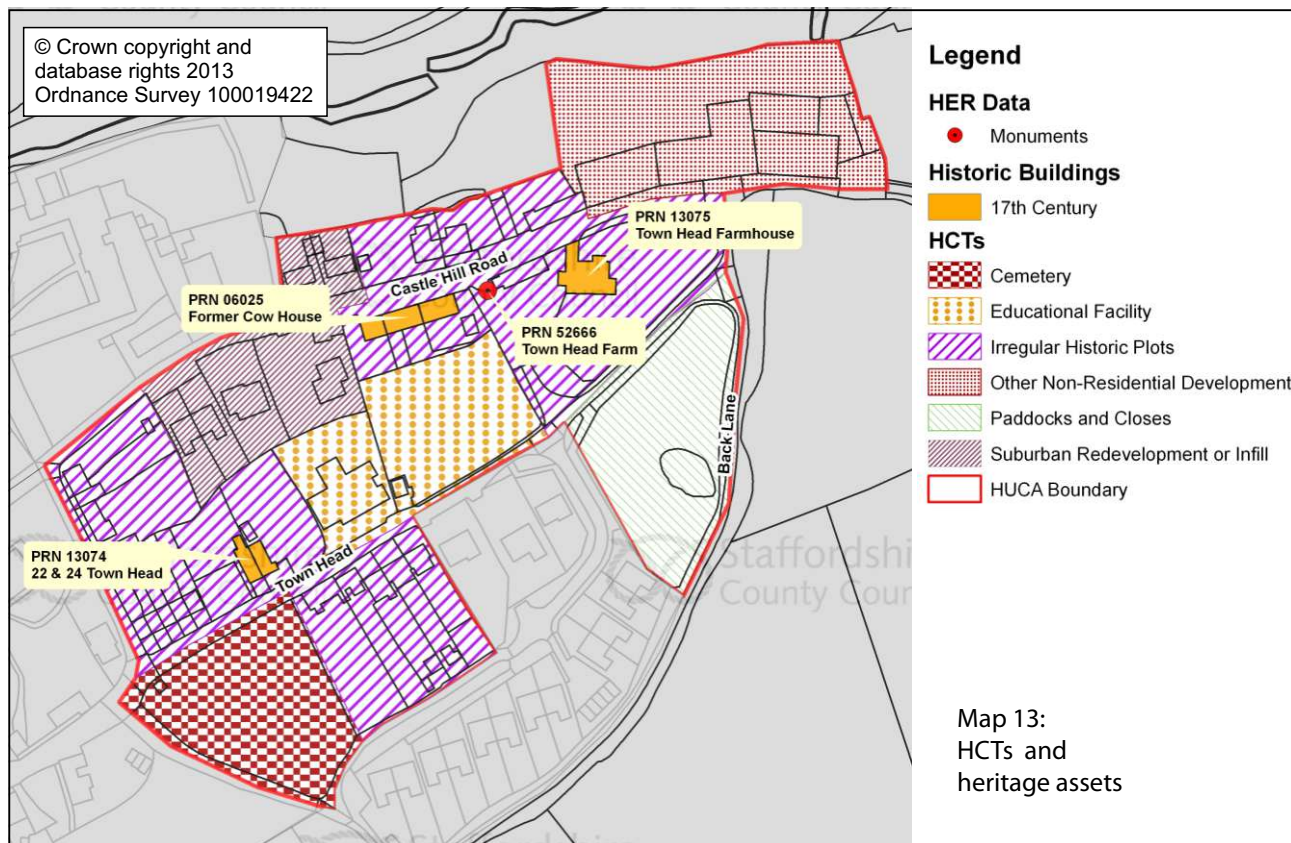 © Crown copyright and
database rights 2013
Ordnance Survey 100019422
PRN 13075
Town Head Farmhouse
Castle Hill Road
PRN 06025
Former Cow House
PRN 52666
Town Head Farm
Back Lane
PRN 13074
22 & 24 Town Head
Town Head
Staffordshire
County Coun
Legend
HER Data
Monuments
Historic Buildings
17th Century
HCTs
Cemetery
Educational Facility
Irregular Historic Plots
Other Non-Residential Development
Paddocks and Closes
Suburban Redevelopment or Infill
HUCA Boundary
Map 13:
HCTs and
heritage assets